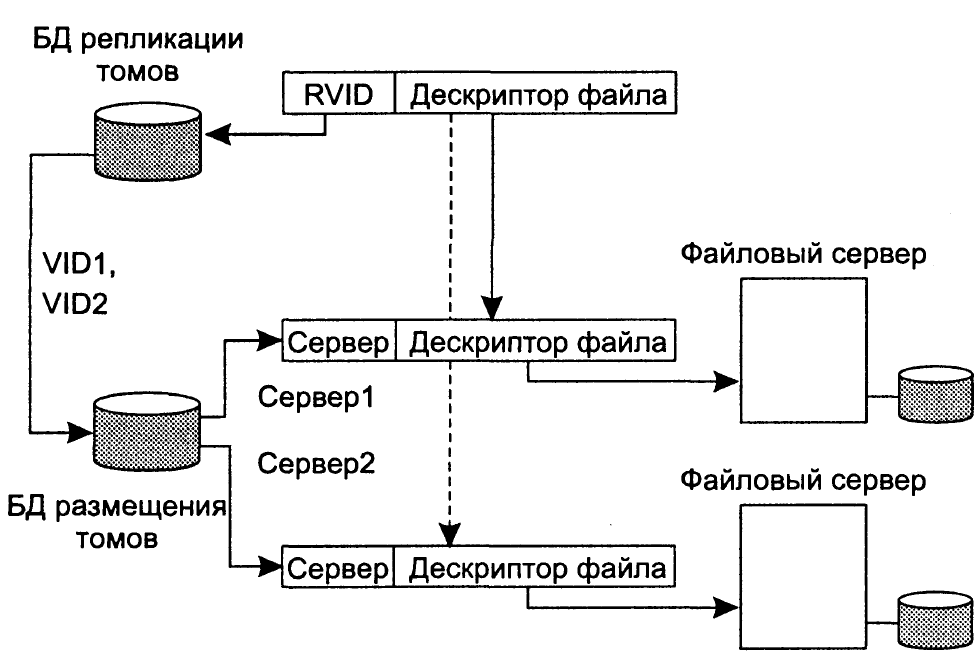 БД репликации
томов
RVID
Дескриптор файла
VID1,
VID2
Файловый сервер
Сервер
Дескриптор файла
Сервер1
Сервер2
БД размещения
томов
Файловый сервер
Сервер
Дескриптор файла